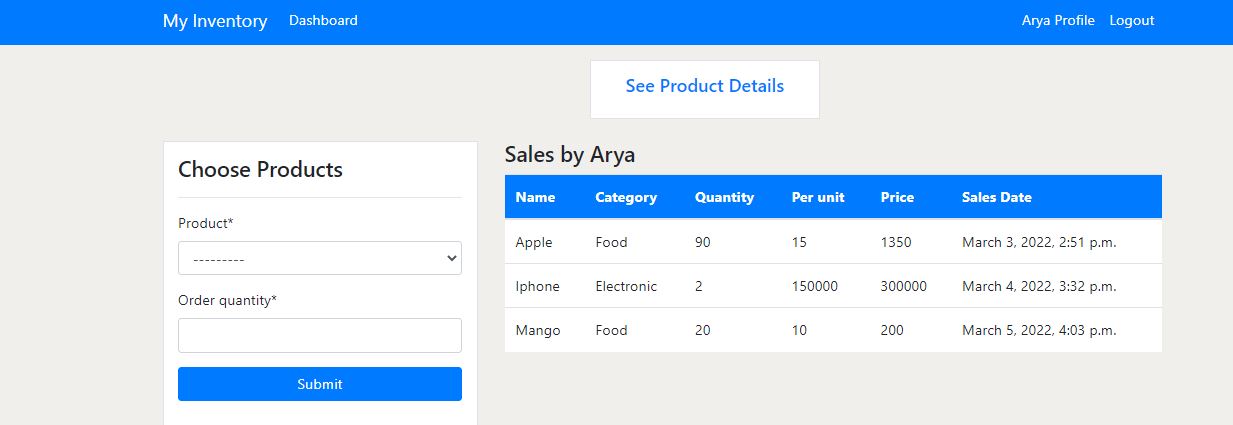 My Inventory Dashboard Arya Profile Logout
See Product Details
Choose Products
Product*
---------
Order quantity*
Submit
Sales by Arya
Name Category Quantity Per unit Price Sales Date
Apple Food 90 15 1350 March 3, 2022, 2:51 p.m.
Iphone Electronic 2 150000 300000 March 4, 2022, 3:32 p.m.
Mango Food 20 10 200 March 5, 2022, 4:03 p.m.